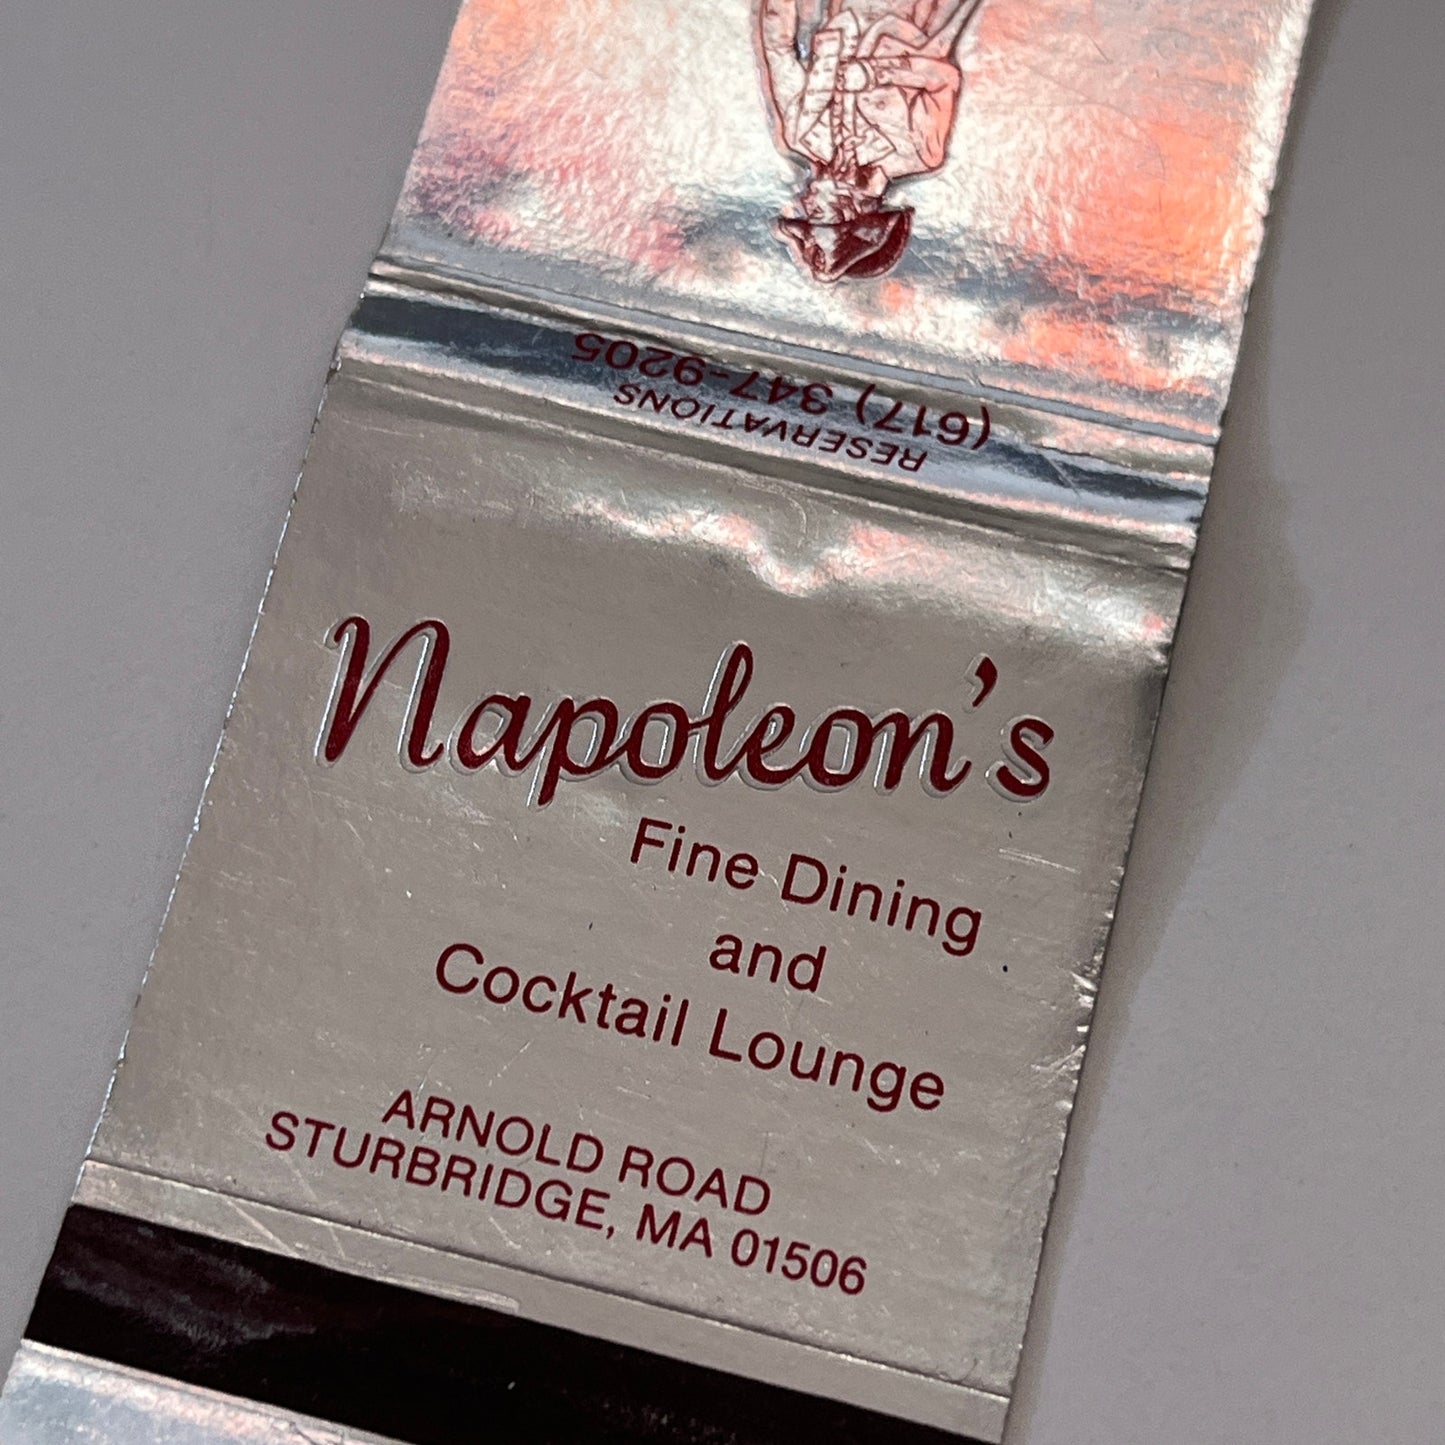 RESERVATIONS
(617) 347-9205
Napoleon's
Fine Dining
and
Cocktail Lounge
ARNOLD ROAD
STURBRIDGE, MA 01506